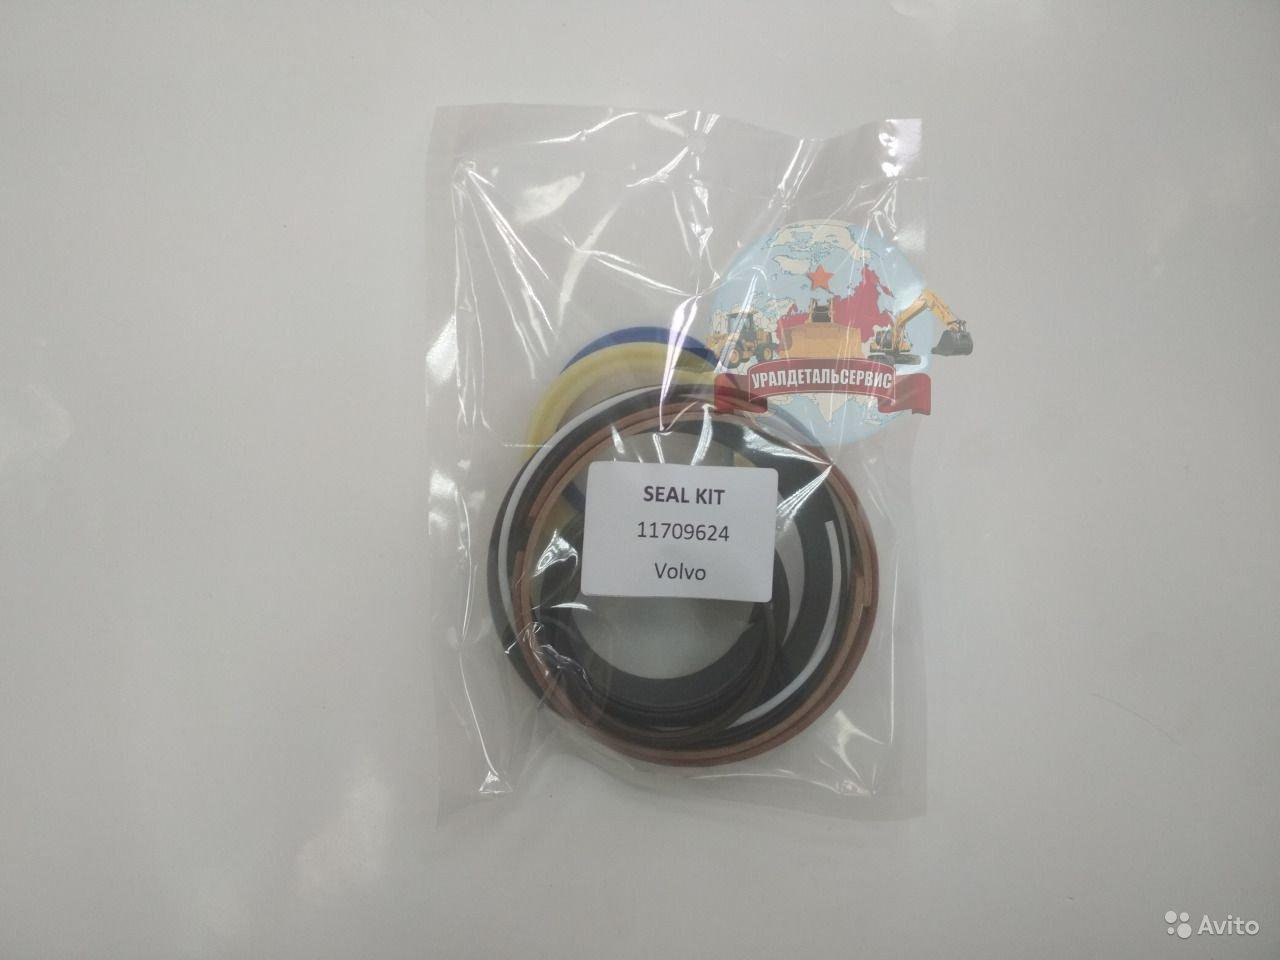 УРАЛДЕТАЛЬСЕРВИС
SEAL KIT
11709624
Volvo
Avito